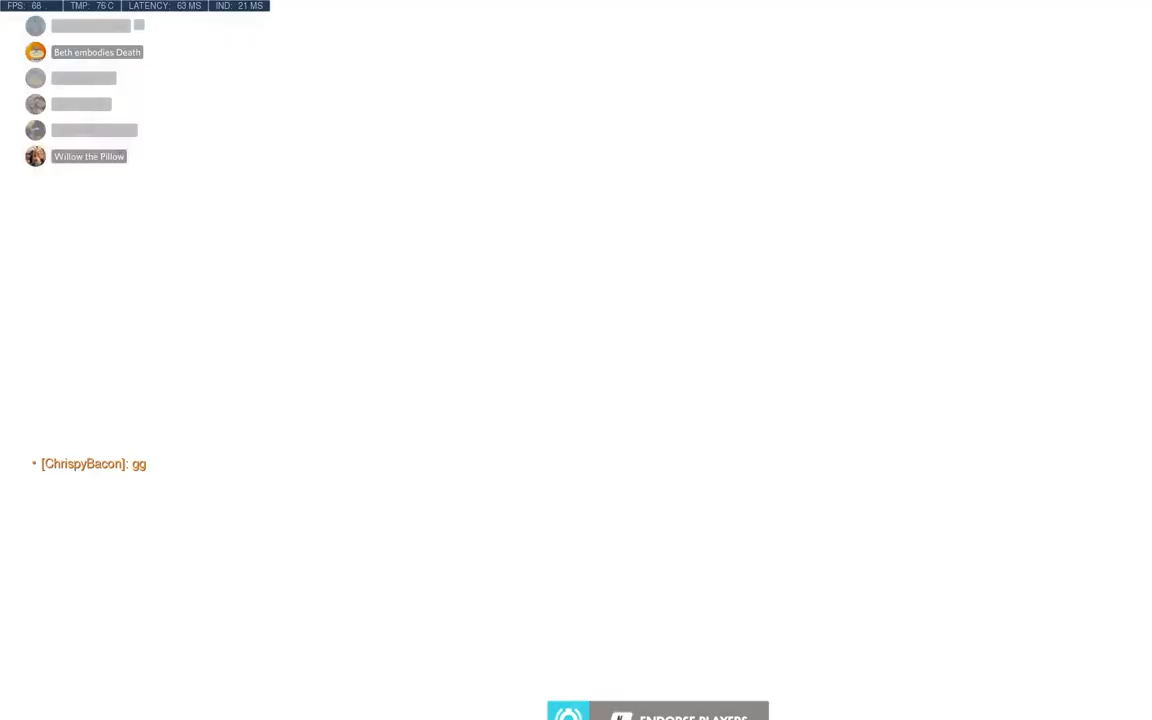 FPS: 68 TMP: 76 C LATENCY: 63 MS IND: 21 MS
Beth embodies Death
Willow the Pillow
• [ChrispyBacon]: gg
ENDORSE PLAYERS